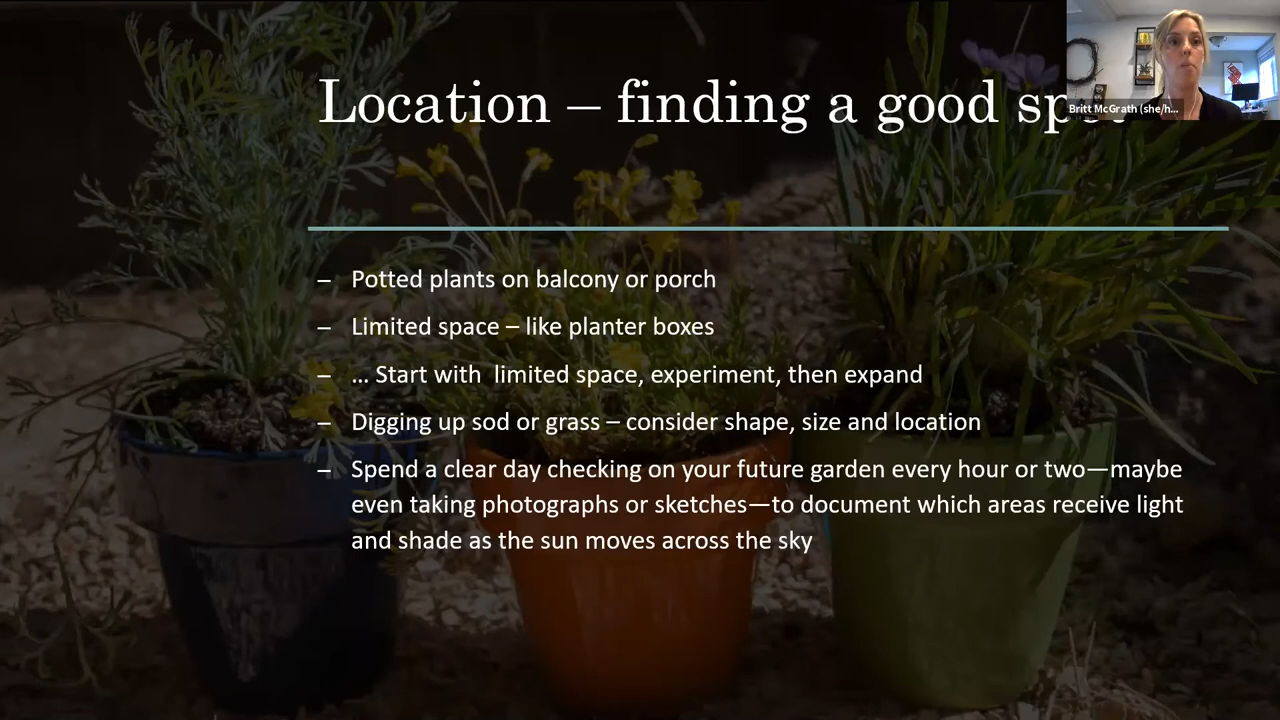 Location – finding a good
Britt McGrath (she/h...
– Potted plants on balcony or porch
– Limited space – like planter boxes
– ... Start with  limited space, experiment, then expand
– Digging up sod or grass – consider shape, size and location
– Spend a clear day checking on your future garden every hour or two—maybe
even taking photographs or sketches—to document which areas receive light
and shade as the sun moves across the sky